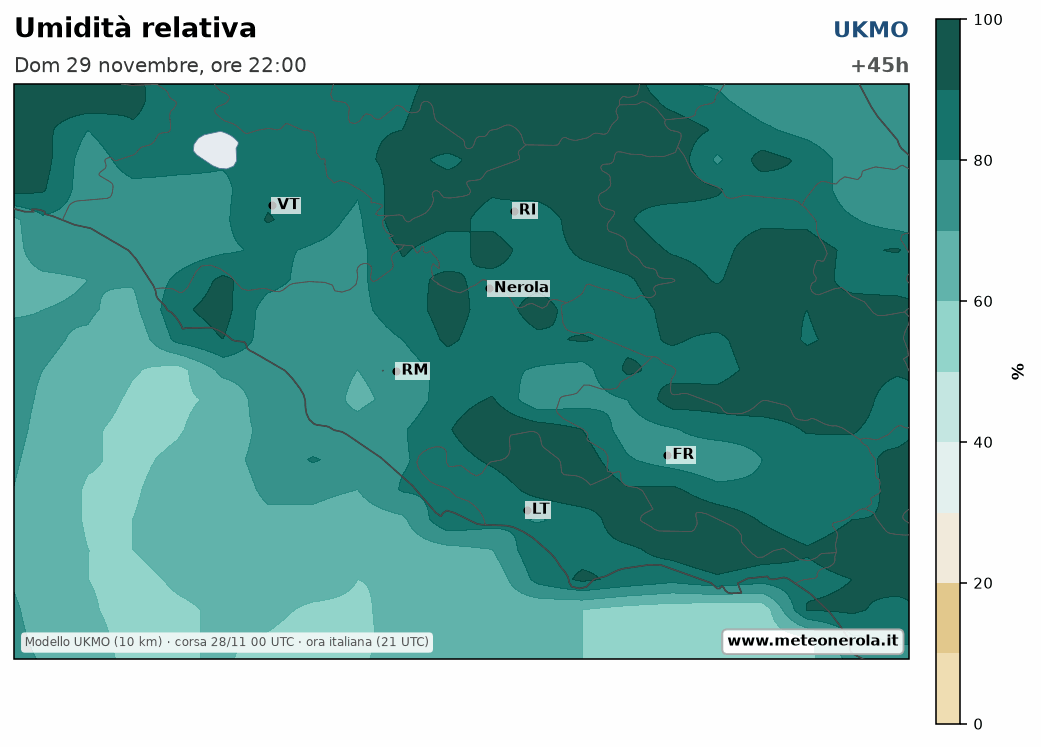 Umidità relativa
UKMO
Dom 29 novembre, ore 22:00
+45h
100
80
60
40
20
0
%
VT
RI
Nerola
RM
FR
LT
Modello UKMO (10 km) · corsa 28/11 00 UTC · ora italiana (21 UTC)
www.meteonerola.it